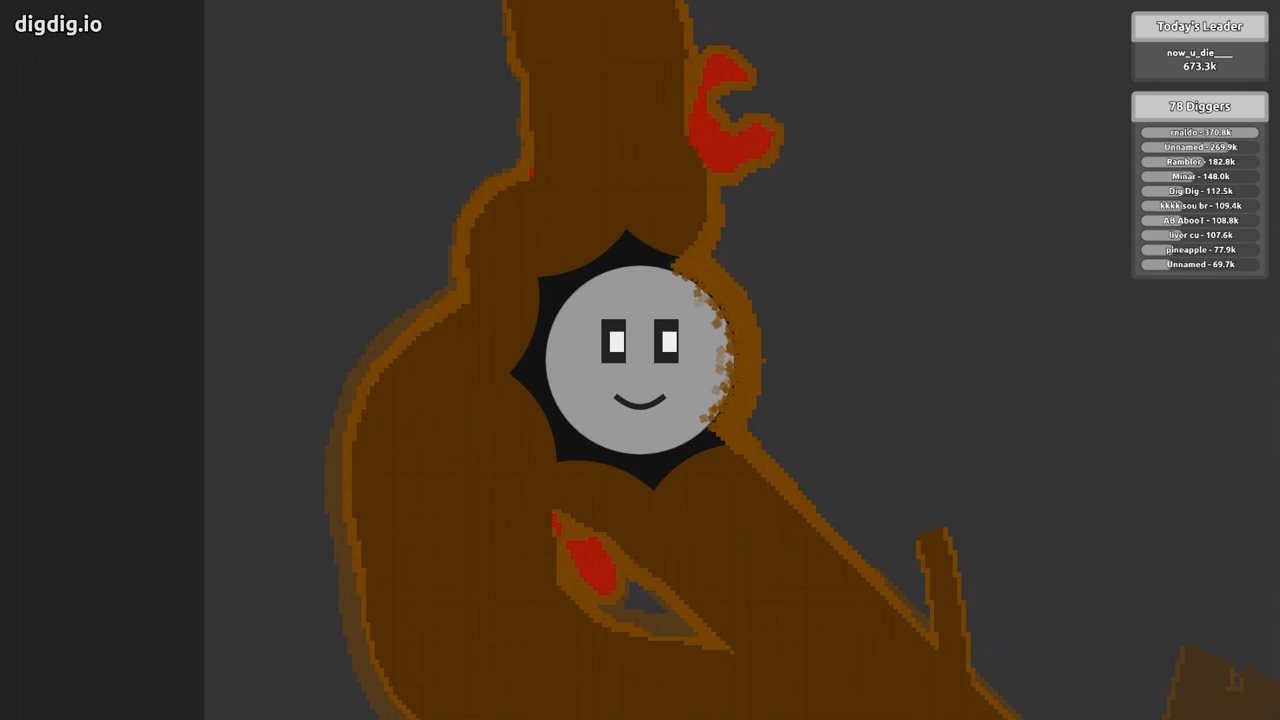 digdig.io
Today's Leader
now_u_die___
673.3k
78 Diggers
rnaldo - 370.8k
Unnamed - 269.9k
Rambler - 182.8k
Minar - 148.0k
Dig Dig - 112.5k
kkkk sou br - 109.4k
AB AbooT - 108.8k
liver cu - 107.6k
pineapple - 77.9k
Unnamed - 69.7k